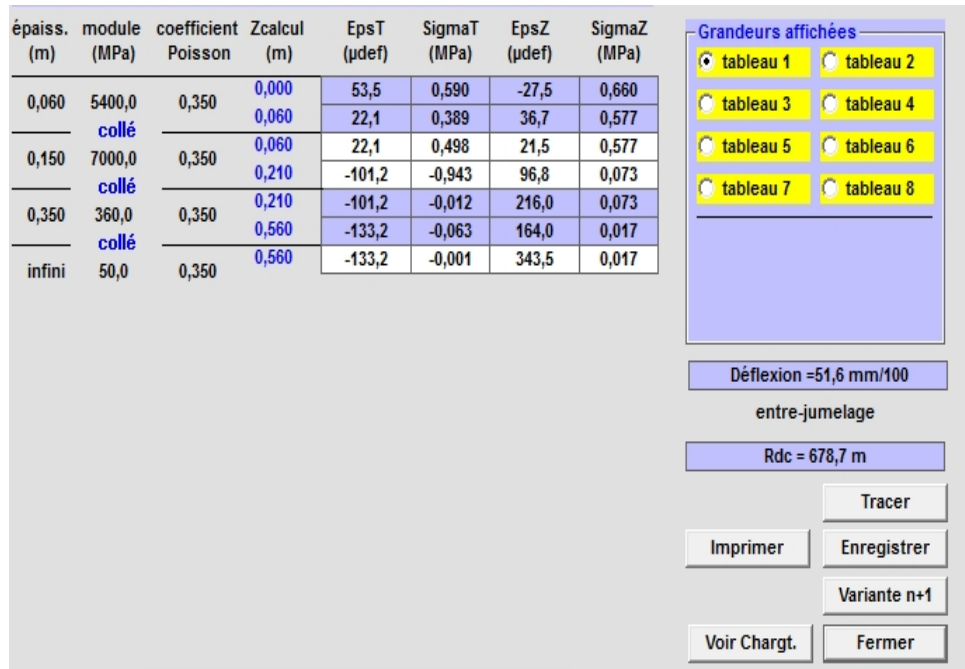 épaiss. module coefficient Zcalcul EpsT SigmaT EpsZ SigmaZ
(m) (MPa) Poisson (m) (µdef) (MPa) (µdef) (MPa)
0,060 5400,0 0,350 0,000 53,5 0,590 -27,5 0,660
0,060 22,1 0,389 36,7 0,577
collé
0,150 7000,0 0,350 0,060 22,1 0,498 21,5 0,577
0,210 -101,2 -0,943 96,8 0,073
collé
0,350 360,0 0,350 0,210 -101,2 -0,012 216,0 0,073
0,560 -133,2 -0,063 164,0 0,017
collé
infini 50,0 0,350 0,560 -133,2 -0,001 343,5 0,017
Grandeurs affichées
tableau 1 tableau 2
tableau 3 tableau 4
tableau 5 tableau 6
tableau 7 tableau 8
Déflexion =51,6 mm/100
entre-jumelage
Rdc = 678,7 m
Tracer
Imprimer Enregistrer
Variante n+1
Voir Chargt. Fermer